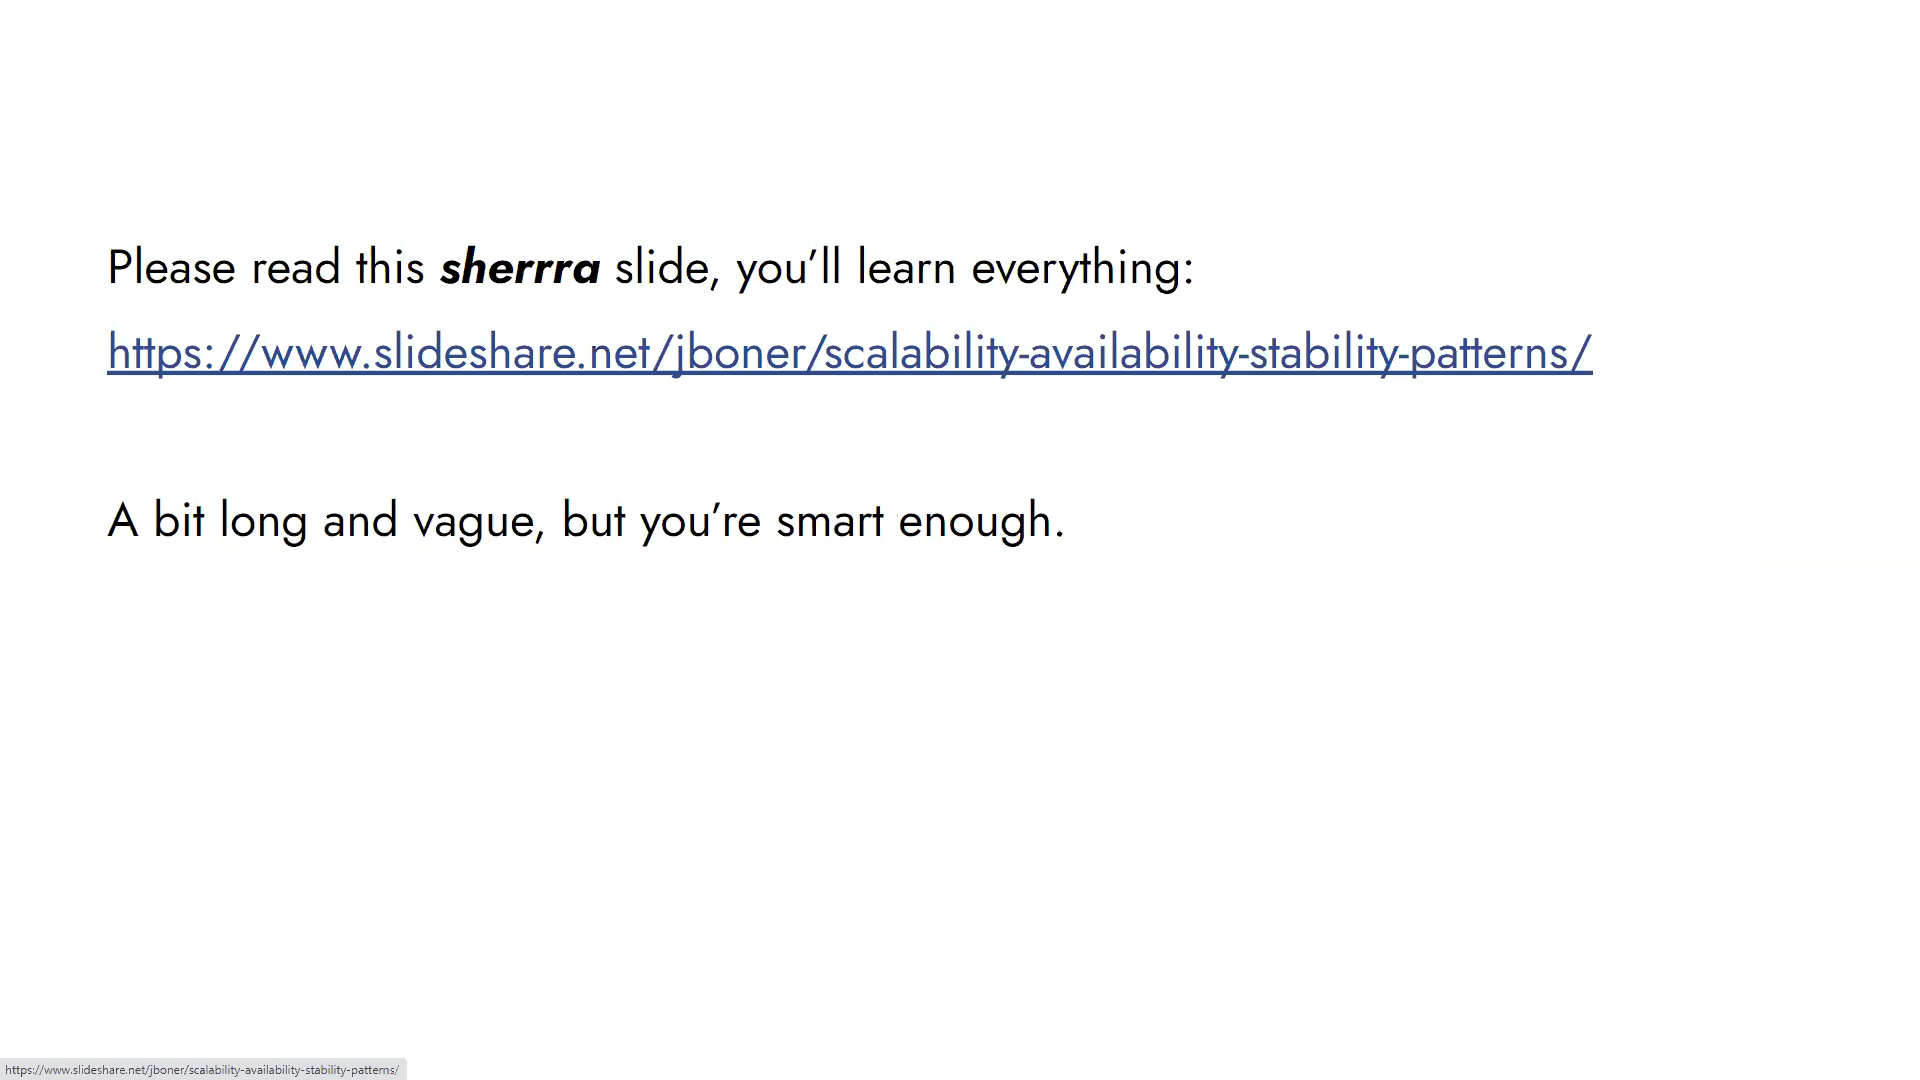 Please read this sherrra slide, you’ll learn everything:
https://www.slideshare.net/jboner/scalability-availability-stability-patterns/
A bit long and vague, but you’re smart enough.
https://www.slideshare.net/jboner/scalability-availability-stability-patterns/